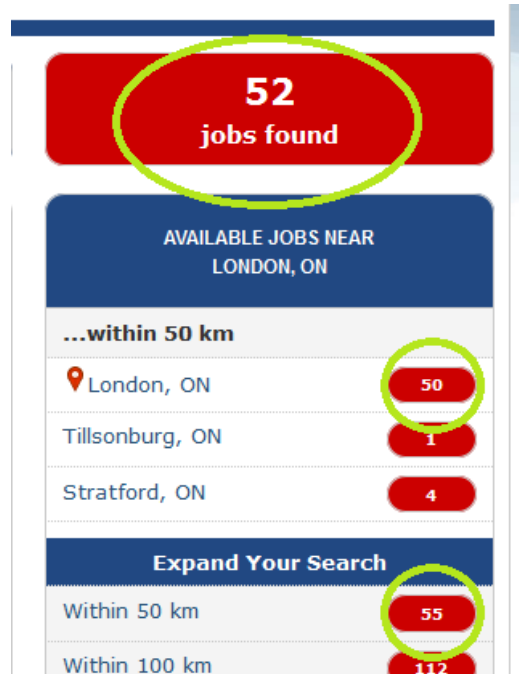 52
jobs found
AVAILABLE JOBS NEAR
LONDON, ON
...within 50 km
London, ON 50
Tillsonburg, ON 1
Stratford, ON 4
Expand Your Search
Within 50 km 55
Within 100 km 112